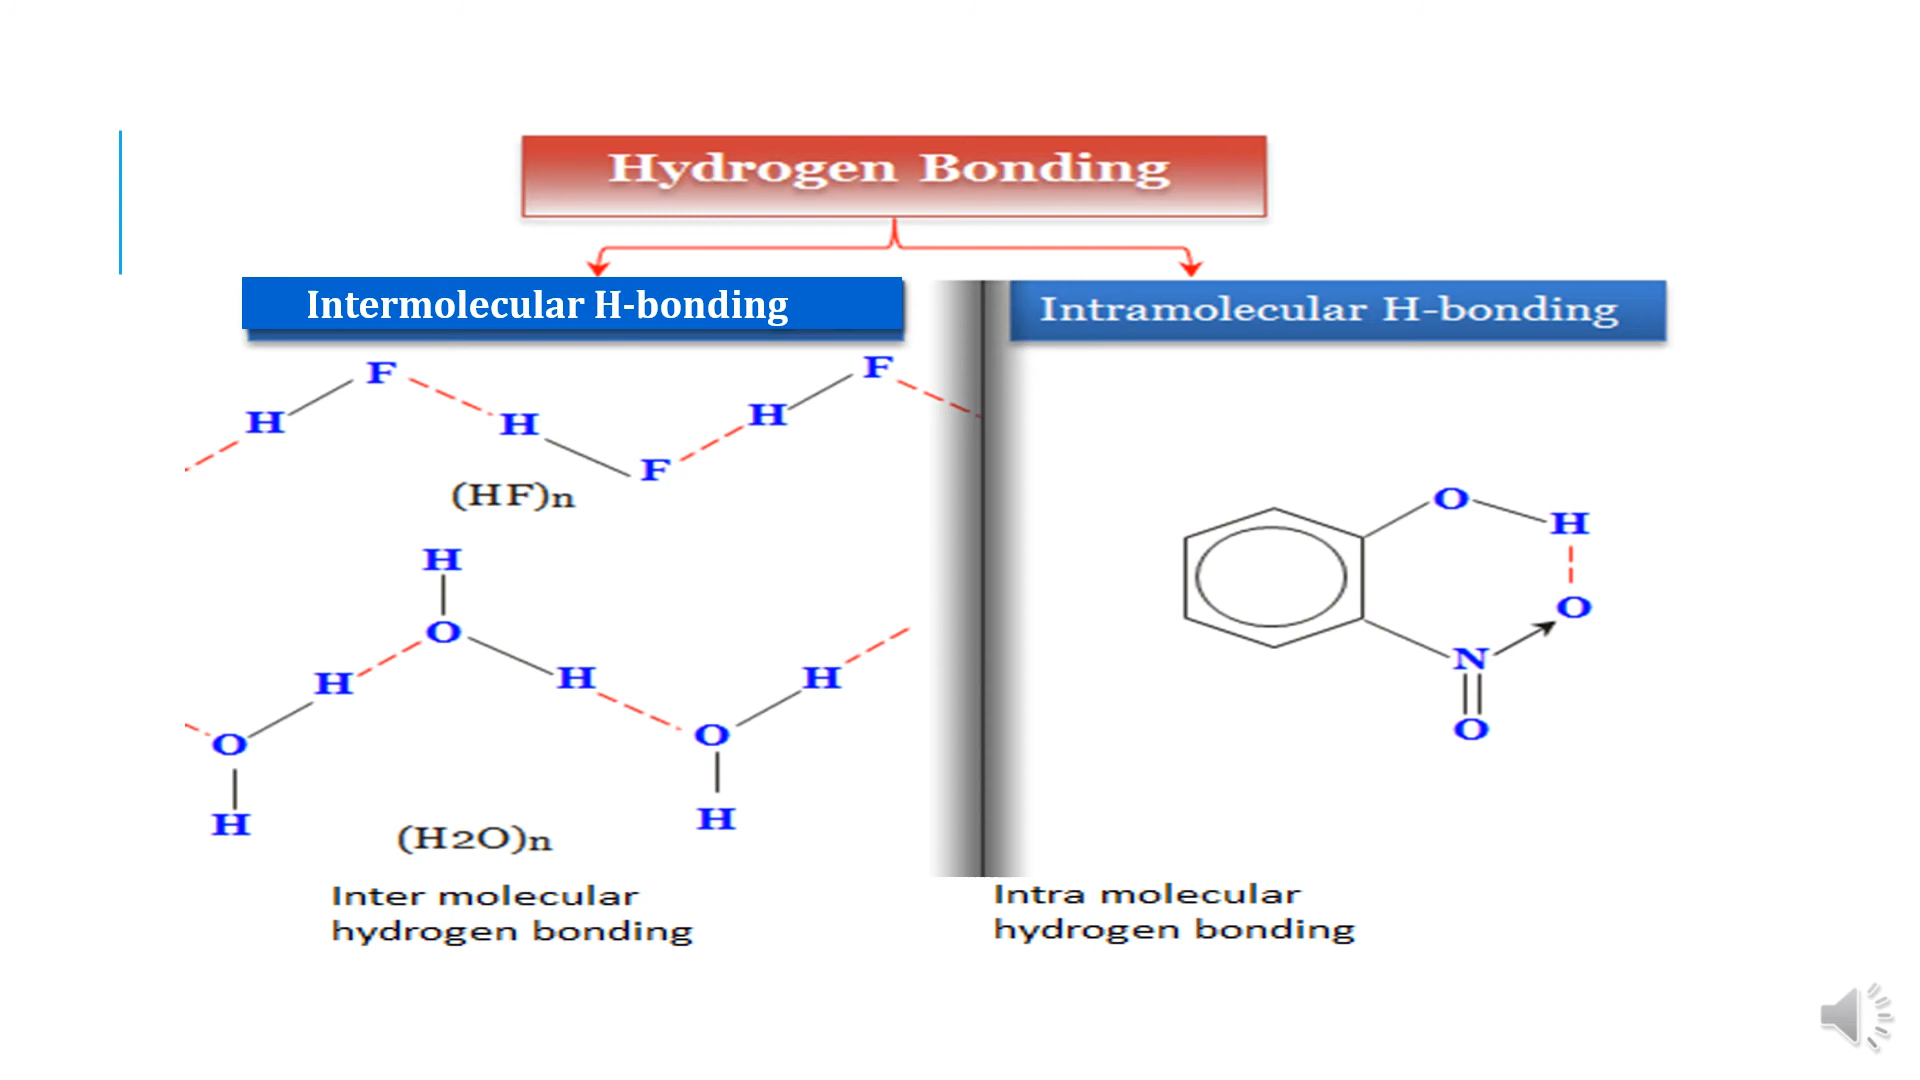 Hydrogen Bonding
Intermolecular H-bonding
Intramolecular H-bonding
H F H F H F
(HF)n
H
O
H H H
O O
H H
(H2O)n
O H
O
N
O
Inter molecular
hydrogen bonding
Intra molecular
hydrogen bonding